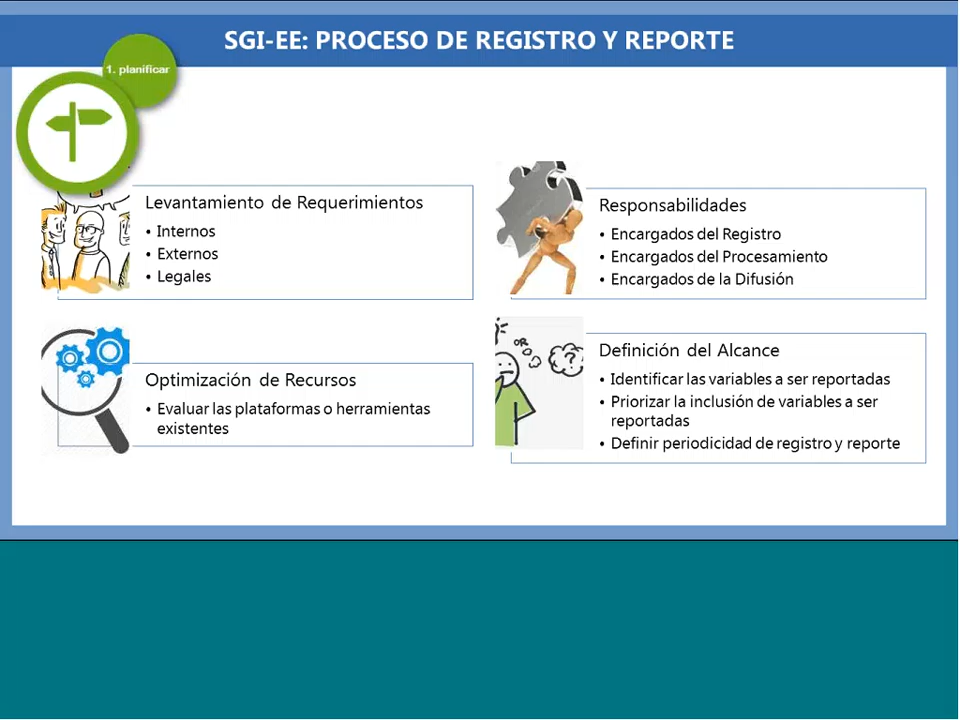 SGI-EE: PROCESO DE REGISTRO Y REPORTE
1. planificar
Levantamiento de Requerimientos
• Internos
• Externos
• Legales
Responsabilidades
• Encargados del Registro
• Encargados del Procesamiento
• Encargados de la Difusión
Optimización de Recursos
• Evaluar las plataformas o herramientas
existentes
OR
Definición del Alcance
• Identificar las variables a ser reportadas
• Priorizar la inclusión de variables a ser
reportadas
• Definir periodicidad de registro y reporte